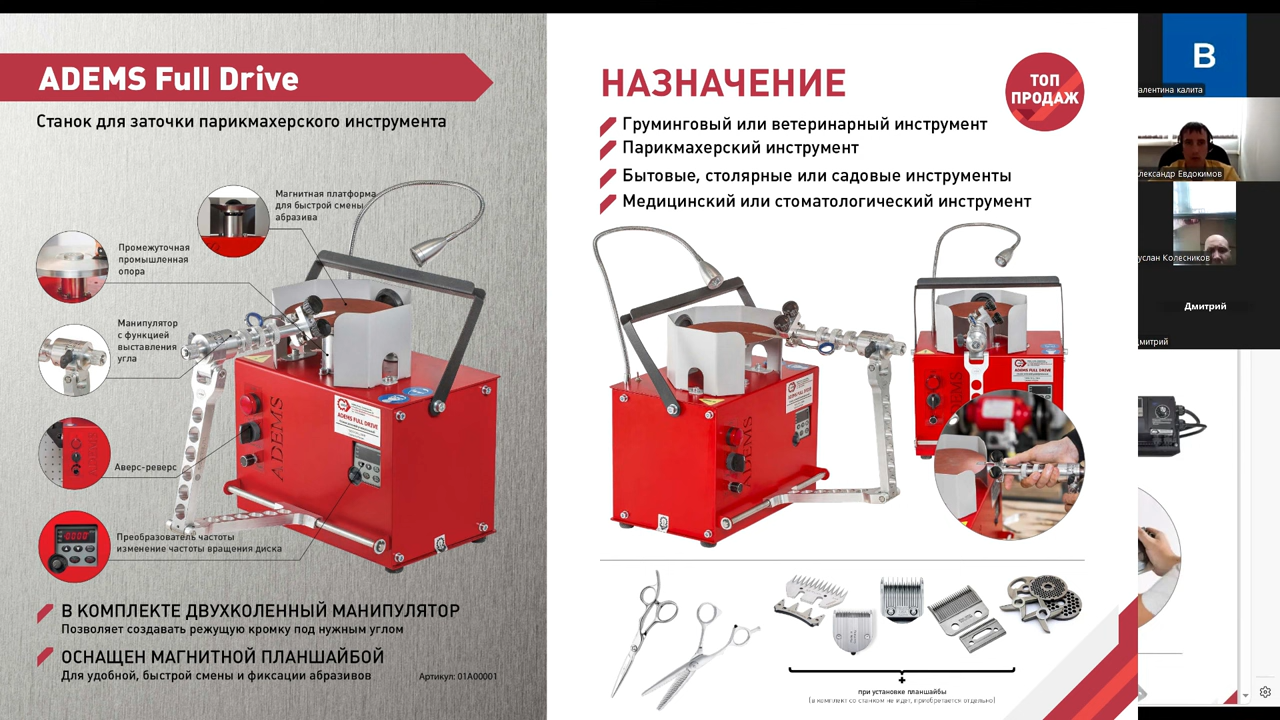 ADEMS Full Drive
Станок для заточки парикмахерского инструмента
Магнитная платформа
для быстрой смены
абразива
Промежуточная
промышленная
опора
Манипулятор
с функцией
выставления
угла
Аверс-реверс
Преобразователь частоты
изменение частоты вращения диска
ADEMS
ADEMS FULL DRIVE
В КОМПЛЕКТЕ ДВУХКОЛЕННЫЙ МАНИПУЛЯТОР
Позволяет создавать режущую кромку под нужным углом
ОСНАЩЕН МАГНИТНОЙ ПЛАНШАЙБОЙ
Для удобной, быстрой смены и фиксации абразивов
Артикул: 01А00001
НАЗНАЧЕНИЕ
ТОП
ПРОДАЖ
Груминговый или ветеринарный инструмент
Парикмахерский инструмент
Бытовые, столярные или садовые инструменты
Медицинский или стоматологический инструмент
ADEMS
ADEMS FULL DRIVE
ADEMS
ADEMS FULL DRIVE
+
при установке планшайбы
(в комплект со станком не идет, приобретается отдельно)
В
алентина калита
лександр Евдокимов
услан Колесников
Дмитрий
митрий